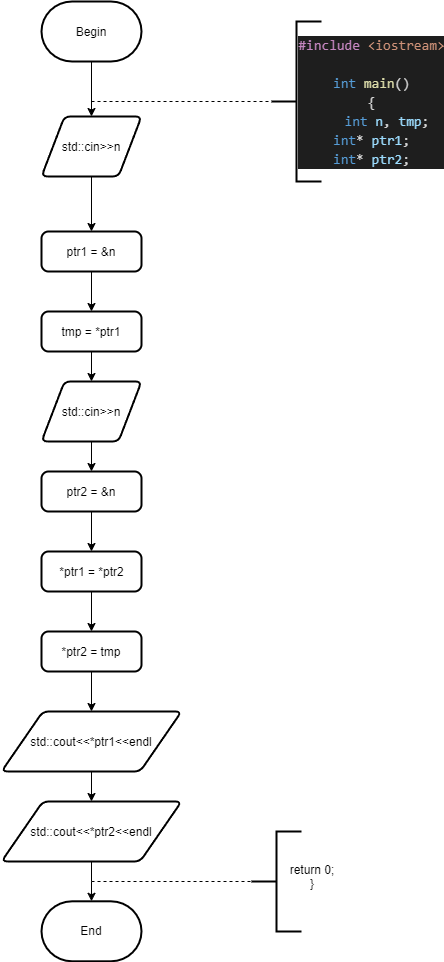 Begin
#include <iostream>
int main()
{
int n, tmp;
int* ptr1;
int* ptr2;
std::cin>>n
ptr1 = &n
tmp = *ptr1
std::cin>>n
ptr2 = &n
*ptr1 = *ptr2
*ptr2 = tmp
std::cout<<*ptr1<<endl
std::cout<<*ptr2<<endl
return 0;
}
End